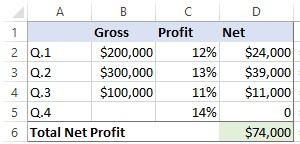 A B C D
1 Gross Profit Net
2 Q.1 $200,000 12% $24,000
3 Q.2 $300,000 13% $39,000
4 Q.3 $100,000 11% $11,000
5 Q.4 14% 0
6 Total Net Profit $74,000